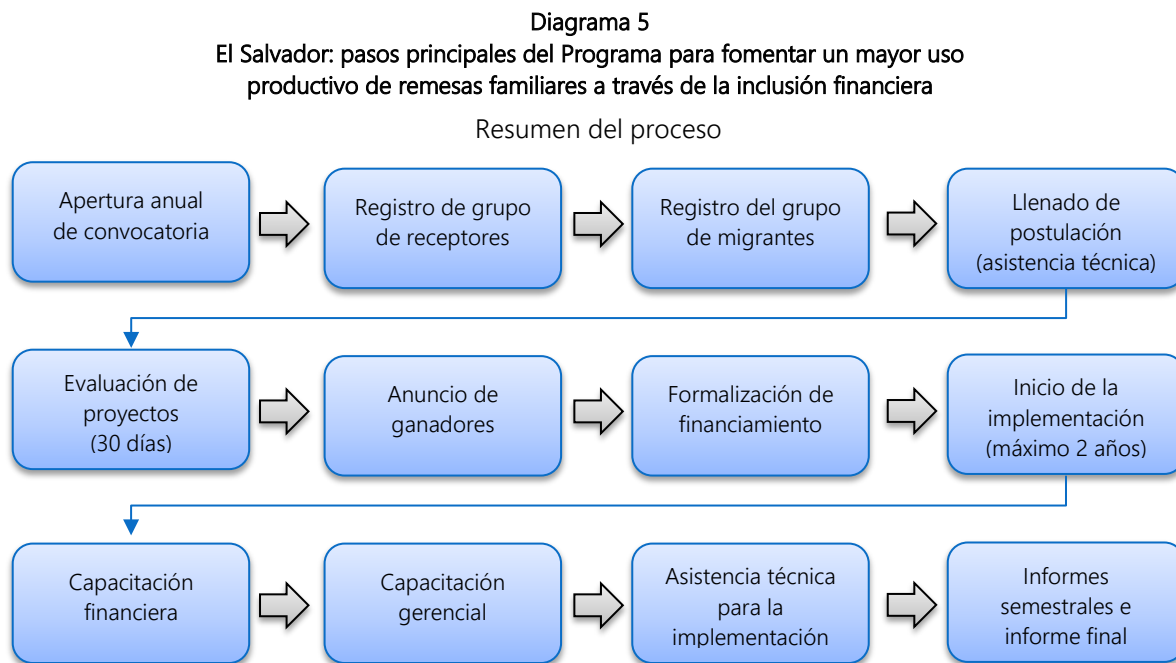 Diagrama 5
El Salvador: pasos principales del Programa para fomentar un mayor uso
productivo de remesas familiares a través de la inclusión financiera
Resumen del proceso
Apertura anual
de convocatoria
Registro de grupo
de receptores
Registro del grupo
de migrantes
Llenado de
postulación
(asistencia técnica)
Evaluación de
proyectos
(30 días)
Anuncio de
ganadores
Formalización de
financiamiento
Inicio de la
implementación
(máximo 2 años)
Capacitación
financiera
Capacitación
gerencial
Asistencia técnica
para la
implementación
Informes
semestrales e
informe final